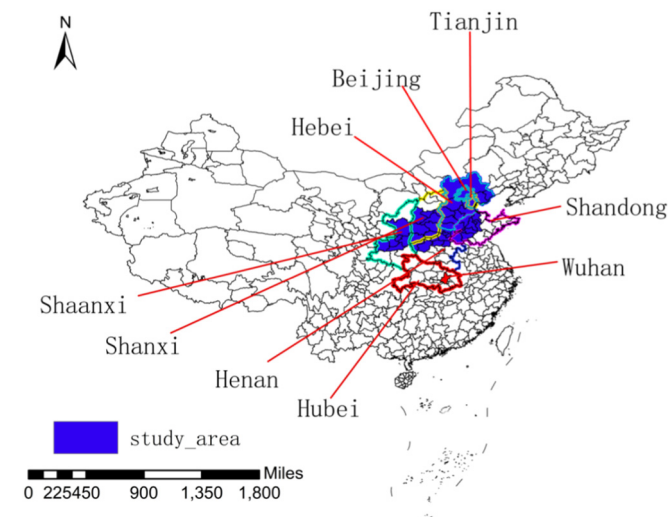 N
Tianjin
Beijing
Hebei
Shandong
Wuhan
Shaanxi
Shanxi
Henan
Hubei
study_area
Miles
0 225450 900 1,350 1,800